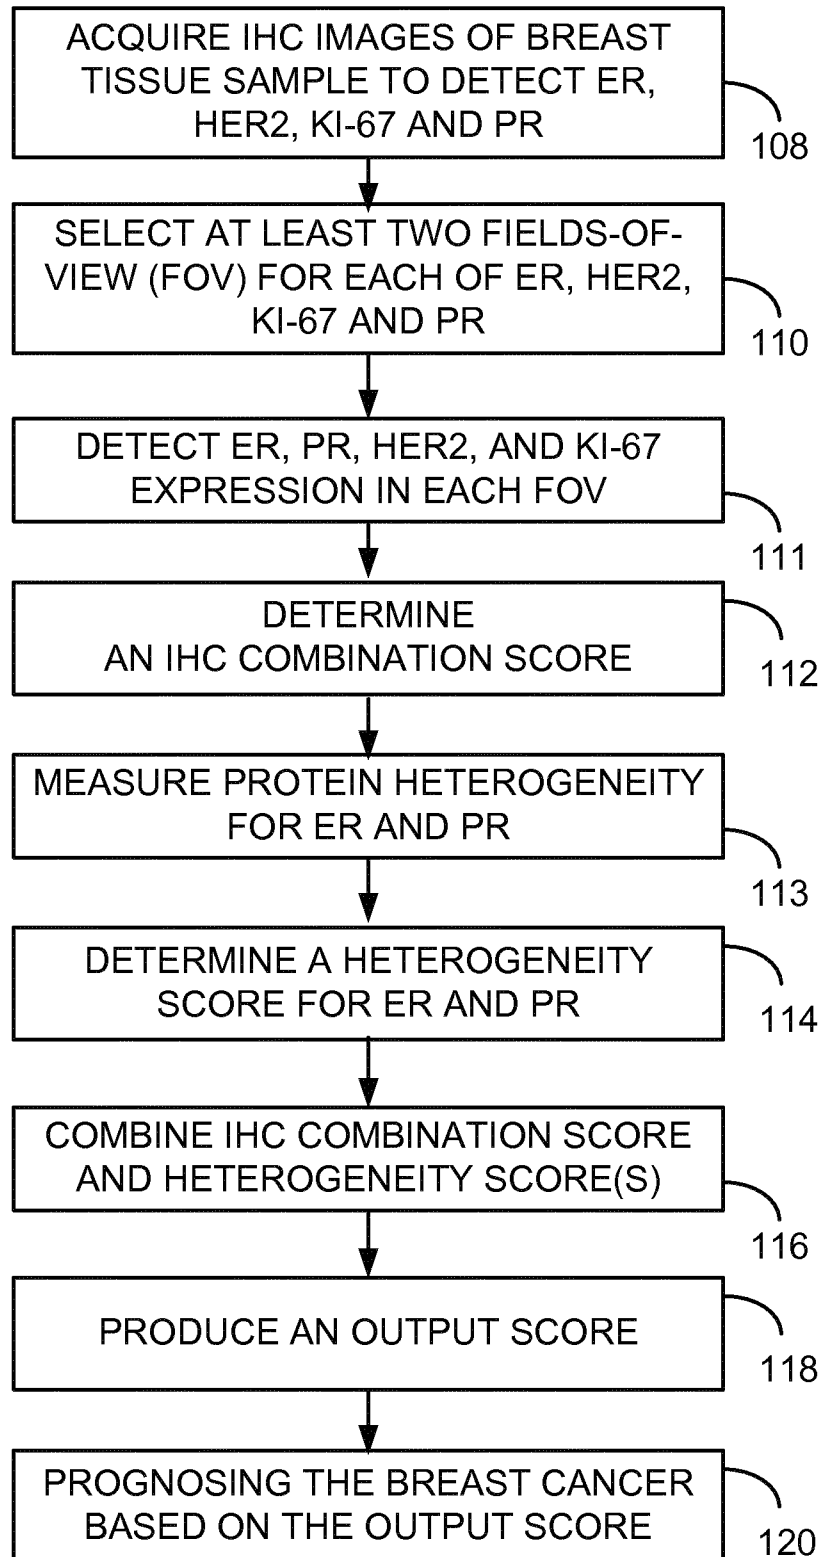 ACQUIRE IHC IMAGES OF BREAST
TISSUE SAMPLE TO DETECT ER,
HER2, KI-67 AND PR
108
SELECT AT LEAST TWO FIELDS-OF-
VIEW (FOV) FOR EACH OF ER, HER2,
KI-67 AND PR
110
DETECT ER, PR, HER2, AND KI-67
EXPRESSION IN EACH FOV
111
DETERMINE
AN IHC COMBINATION SCORE
112
MEASURE PROTEIN HETEROGENEITY
FOR ER AND PR
113
DETERMINE A HETEROGENEITY
SCORE FOR ER AND PR
114
COMBINE IHC COMBINATION SCORE
AND HETEROGENEITY SCORE(S)
116
PRODUCE AN OUTPUT SCORE
118
PROGNOSING THE BREAST CANCER
BASED ON THE OUTPUT SCORE
120